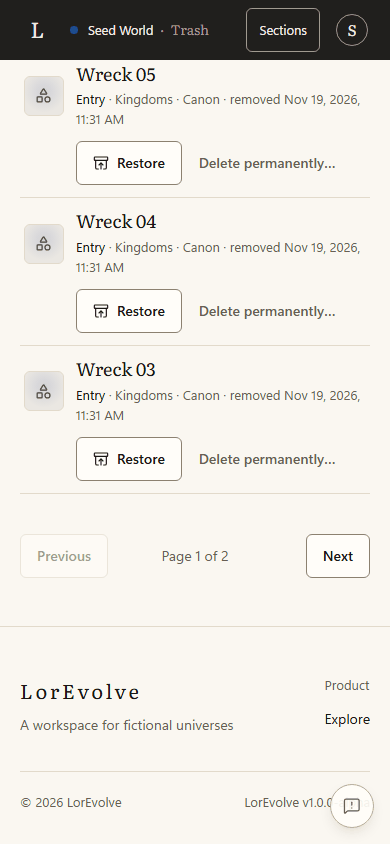 L Seed World · Trash Sections S
Wreck 05
Entry · Kingdoms · Canon · removed Nov 19, 2026,
11:31 AM
Restore Delete permanently...
Wreck 04
Entry · Kingdoms · Canon · removed Nov 19, 2026,
11:31 AM
Restore Delete permanently...
Wreck 03
Entry · Kingdoms · Canon · removed Nov 19, 2026,
11:31 AM
Restore Delete permanently...
Previous Page 1 of 2 Next
LorEvolve Product
A workspace for fictional universes Explore
© 2026 LorEvolve LorEvolve v1.0.0